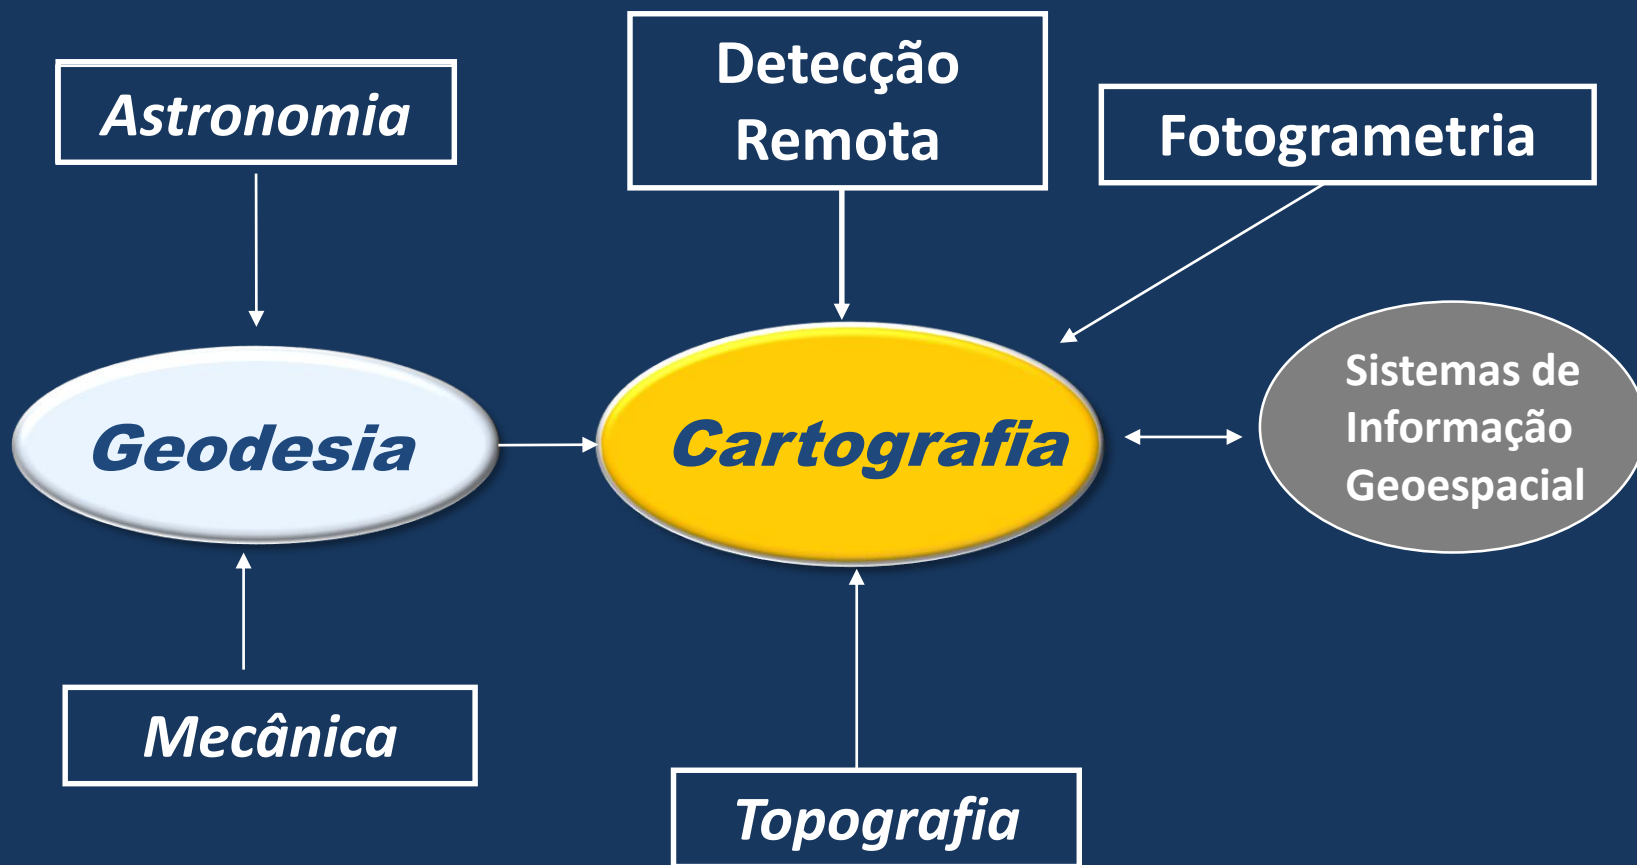 Astronomia
Detecção
Remota
Fotogrametria
Geodesia
Cartografia
Sistemas de
Informação
Geoespacial
Mecânica
Topografia